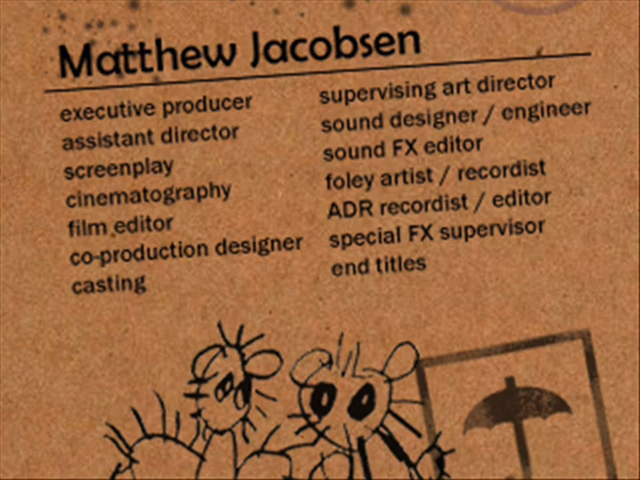 Matthew Jacobsen
executive producer
assistant director
screenplay
cinematography
film editor
co-production designer
casting
supervising art director
sound designer / engineer
sound FX editor
foley artist / recordist
ADR recordist / editor
special FX supervisor
end titles